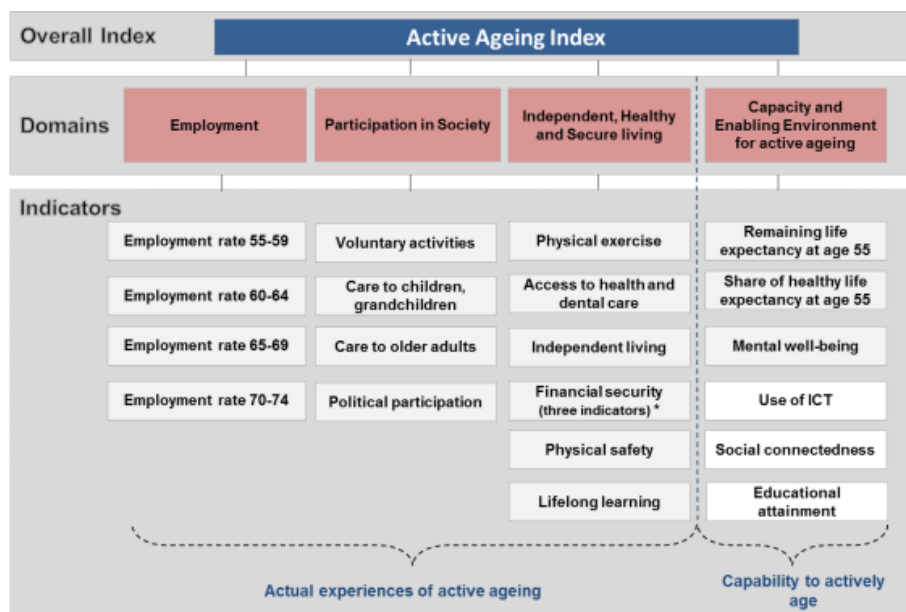 Overall Index
Active Ageing Index
Domains
Employment
Participation in Society
Independent, Healthy
and Secure living
Capacity and
Enabling Environment
for active ageing
Indicators
Employment rate 55-59
Voluntary activities
Physical exercise
Remaining life
expectancy at age 55
Employment rate 60-64
Care to children,
grandchildren
Access to health and
dental care
Share of healthy life
expectancy at age 55
Employment rate 65-69
Care to older adults
Independent living
Mental well-being
Employment rate 70-74
Political participation
Financial security
(three indicators) *
Use of ICT
Physical safety
Social connectedness
Lifelong learning
Educational
attainment
Actual experiences of active ageing
Capability to actively
age